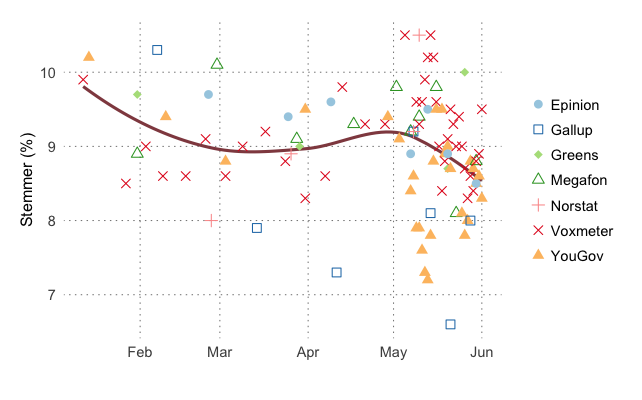 Stemmer (%)
10
9
8
7
Feb
Mar
Apr
May
Jun
Epinion
Gallup
Greens
Megafon
Norstat
Voxmeter
YouGov